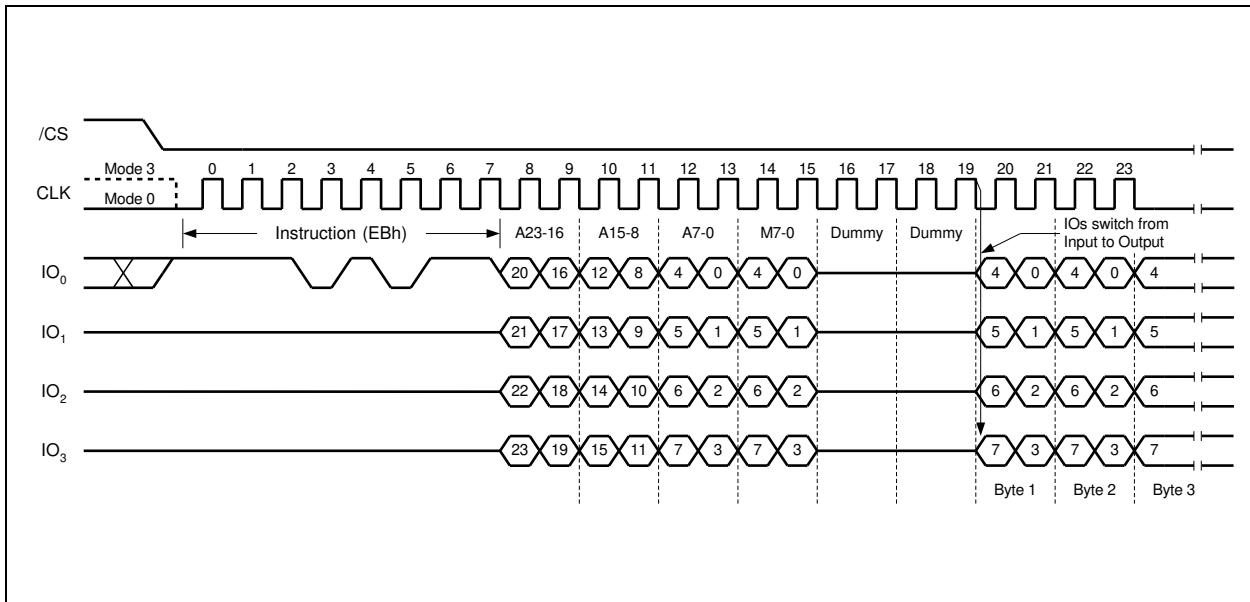 /CS
Mode 3 0 1 2 3 4 5 6 7 8 9 10 11 12 13 14 15 16 17 18 19 20 21 22 23
CLK
Mode 0
Instruction (EBh) A23-16 A15-8 A7-0 M7-0 Dummy Dummy
IOs switch from
Input to Output
IO0 20 16 12 8 4 0 4 0 4 0 4 0 4
IO1 21 17 13 9 5 1 5 1 5 1 5 1 5
IO2 22 18 14 10 6 2 6 2 6 2 6 2 6
IO3 23 19 15 11 7 3 7 3 7 3 7 3 7
Byte 1 Byte 2 Byte 3